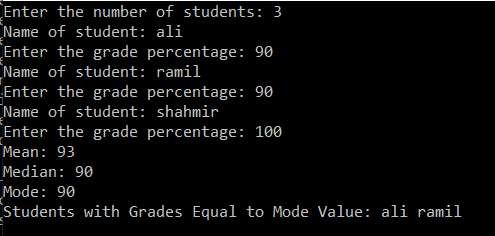 Enter the number of students: 3
Name of student: ali
Enter the grade percentage: 90
Name of student: ramil
Enter the grade percentage: 90
Name of student: shahmir
Enter the grade percentage: 100
Mean: 93
Median: 90
Mode: 90
Students with Grades Equal to Mode Value: ali ramil